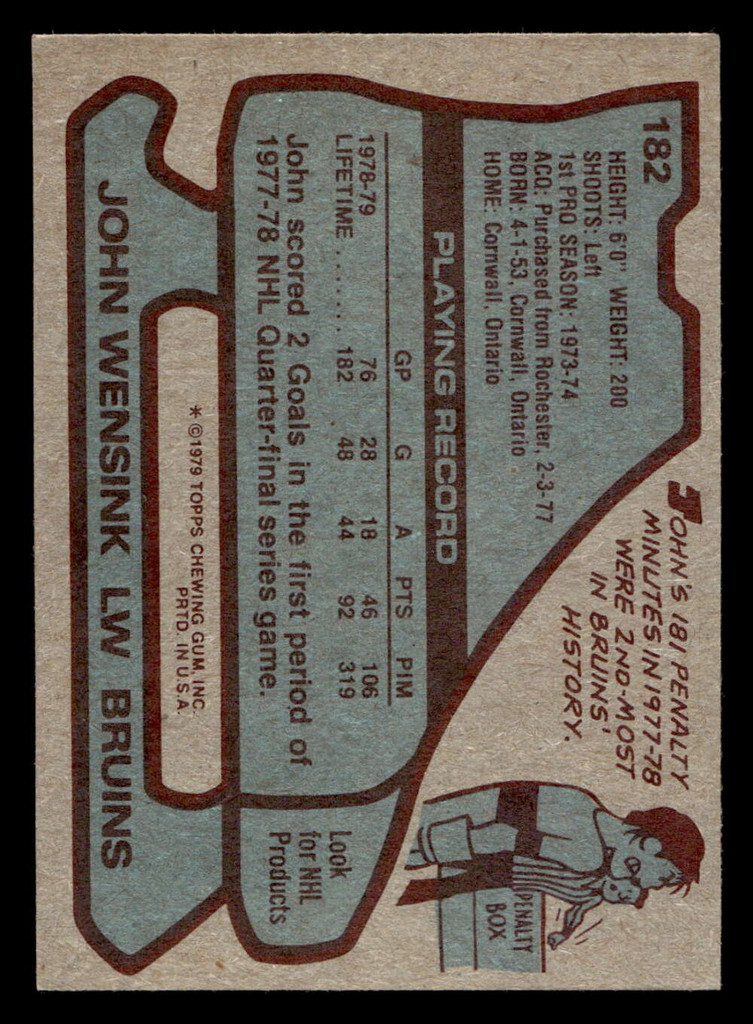 182
HEIGHT: 6'0" WEIGHT: 200
SHOOTS: Left
1st PRO SEASON: 1973-74
ACQ: Purchased from Rochester, 2-3-77
BORN: 4-1-53, Cornwall, Ontario
HOME: Cornwall, Ontario
JOHN'S 181 PENALTY
MINUTES IN 1977-78
WERE 2ND-MOST
IN BRUINS'
HISTORY.
PENALTY
BOX
PLAYING RECORD
GP G A PTS PIM
1978-79 76 28 18 46 106
LIFETIME ....... 182 48 44 92 319
John scored 2 Goals in the first period of
1977-78 NHL Quarter-final series game.
Look
for NHL
Products
* ©1979 TOPPS CHEWING GUM, INC.
PRTD. IN U.S.A.
JOHN WENSINK LW BRUINS